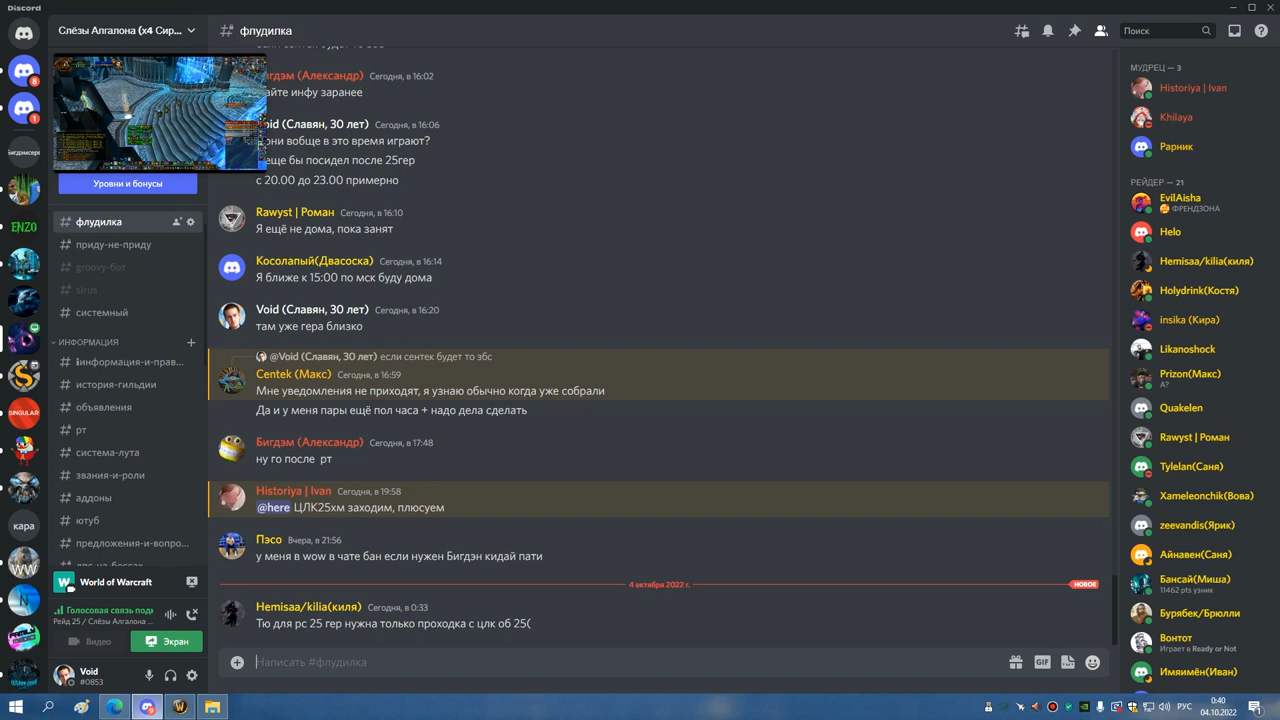 Discord
Слёзы Алгалона (x4 Сир...
флудилка
Поиск
Уровни и бонусы
флудилка
приду-не-приду
groovy-бот
sirus
системный
ИНФОРМАЦИЯ
информация-и-прав...
история-гильдии
объявления
рт
система-лута
звания-и-роли
аддоны
ютуб
предложения-и-вопро...
World of Warcraft
Голосовая связь подк
Рейд 25 / Слёзы Алгалона ...
Видео
Экран
Void
#0853
8
1
Бигдэмсерв
ENZO
SINGULAR
кара
(Александр) Сегодня, в 16:02
айте инфу заранее
oid (Славян, 30 лет) Сегодня, в 16:06
они вобще в это время играют?
еще бы посидел после 25гер
с 20.00 до 23.00 примерно
Rawyst | Роман Сегодня, в 16:10
Я ещё не дома, пока занят
Косолапый(Двасоска) Сегодня, в 16:14
Я ближе к 15:00 по мск буду дома
Void (Славян, 30 лет) Сегодня, в 16:20
там уже гера близко
@Void (Славян, 30 лет) если сентек будет то збс
Centek (Макс) Сегодня, в 16:59
Мне уведомления не приходят, я узнаю обычно когда уже собрали
Да и у меня пары ещё пол часа + надо дела сделать
Бигдэм (Александр) Сегодня, в 17:48
ну го после рт
Historiya | Ivan Сегодня, в 19:58
@here ЦЛК25хм заходим, плюсуем
Пэсо Вчера, в 21:56
у меня в wow в чате бан если нужен Бигдэн кидай пати
4 октября 2022 г.
НОВОЕ
Hemisaa/kilia(киля) Сегодня, в 0:33
Тю для рс 25 гер нужна только проходка с цлк об 25(
Написать #флудилка
GIF
МУДРЕЦ — 3
Historiya | Ivan
Khilaya
Рарник
РЕЙДЕР — 21
EvilAisha
ФРЕНДЗОНА
Helo
Hemisaa/kilia(киля)
Holydrink(Костя)
insika (Кира)
Likanoshock
Prizon(Макс)
А?
Quakelen
Rawyst | Роман
Tylelan(Саня)
Xameleonchik(Вова)
zeevandis(Ярик)
Айнавен(Саня)
Бансай(Миша)
11462 pts узник
Бурябек/Брюлли
Вонтот
Играет в Ready or Not
Имяимён(Иван)
РУС
0:40
04.10.2022